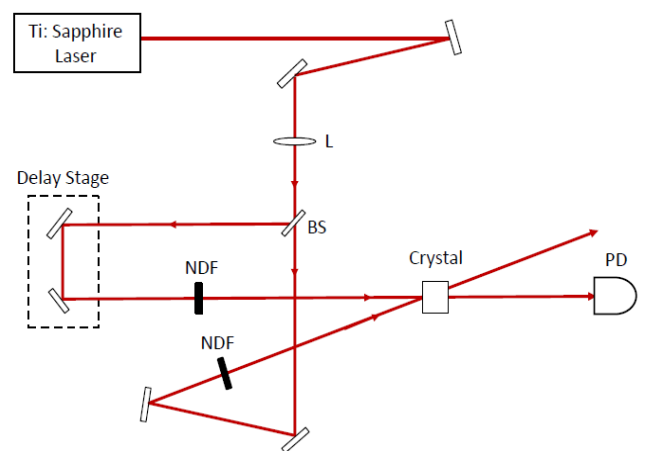 Ti: Sapphire
Laser
L
Delay Stage
BS
NDF
Crystal
PD
NDF